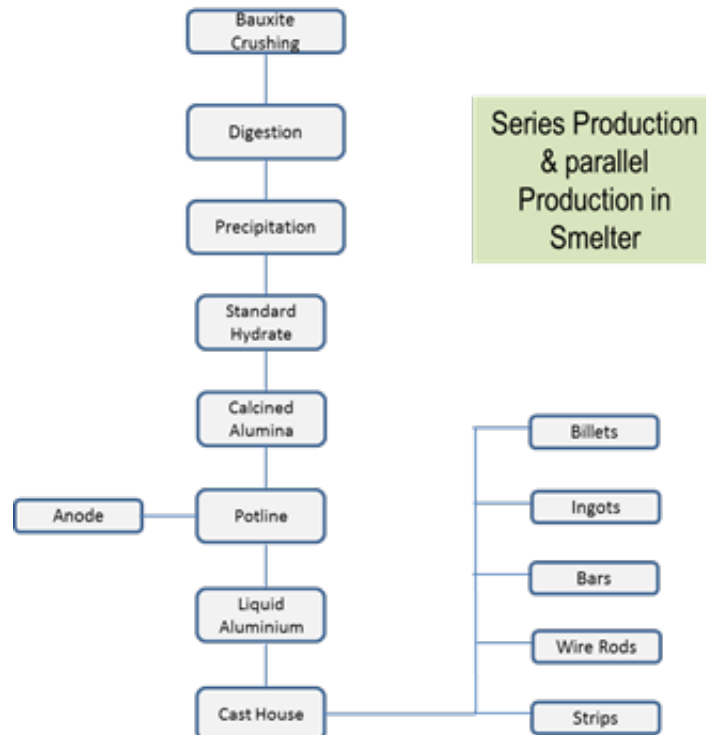 Bauxite
Crushing
Digestion
Precipitation
Standard
Hydrate
Calcined
Alumina
Anode
Potline
Liquid
Aluminium
Cast House
Series Production
& parallel
Production in
Smelter
Billets
Ingots
Bars
Wire Rods
Strips